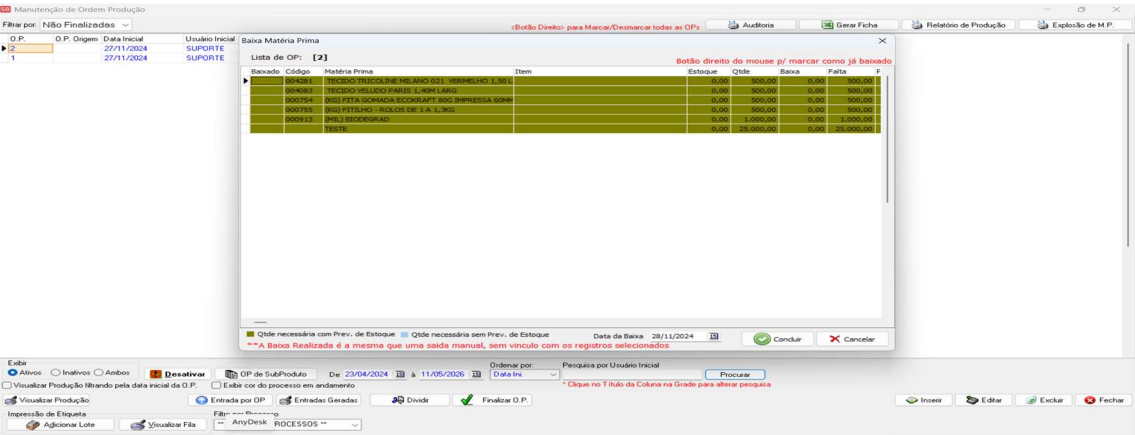 SG Manutenção de Ordem Produção
Filtrar por: Não Finalizadas
<Botão Direito> para Marcar/Desmarcar todas as OPs
Auditoria
Gerar Ficha
Relatório de Produção
Explosão de M.P.
O.P. O.P. Origem Data Inicial Usuário Inicial
2 27/11/2024 SUPORTE
1 27/11/2024 SUPORTE
Baixa Matéria Prima
Lista de OP: [2]
Botão direito do mouse p/ marcar como já baixado
Baixado Código Matéria Prima Item Estoque Qtde Baixa Falta F
004281 TECIDO TRICOLINE MILANO 021 VERMELHO 1,50L 0,00 500,00 0,00 500,00
004083 TECIDO VELUDO PARIS 1,40M LARG 0,00 500,00 0,00 500,00
000754 (KG) FITA GOMADA ECOKRAFT 80G IMPRESSA 60MM 0,00 500,00 0,00 500,00
000755 (KG) FITILHO - ROLOS DE 1 A 1,3KG 0,00 500,00 0,00 500,00
000913 (MIL) BIODEGRAD 0,00 1.000,00 0,00 1.000,00
TESTE 0,00 25.000,00 0,00 25.000,00
Qtde necessária com Prev. de Estoque Qtde necessária sem Prev. de Estoque
Data da Baixa 28/11/2024 15
Concluir
Cancelar
**A Baixa Realizada é a mesma que uma saida manual, sem vinculo com os registros selecionados
Exibir
Ativos Inativos Ambos
Desativar
OP de SubProduto
De 23/04/2024 15 à 11/05/2026 15
Ordenar por:
Data Ini.
Pesquisa por Usuário Inicial
Procurar
Visualizar Produção filtrando pela data inicial da O.P. Exibir cor do processo em andamento
* Clique no Título da Coluna na Grade para alterar pesquisa
Visualizar Produção
Entrada por OP
Entradas Geradas
Dividir
Finalizar O.P.
Inserir
Editar
Excluir
Fechar
Impressão de Etiqueta
Adicionar Lote
Visualizar Fila
AnyDesk